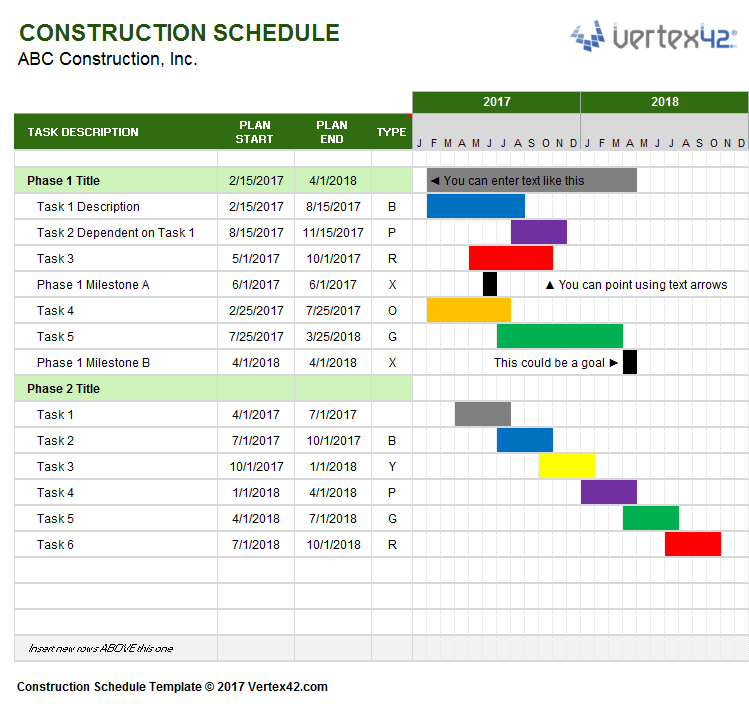 CONSTRUCTION SCHEDULE
ABC Construction, Inc.
vertex42®
2017 2018
TASK DESCRIPTION PLAN START PLAN END TYPE J F M A M J J A S O N D J F M A M J J A S O N D
Phase 1 Title 2/15/2017 4/1/2018 ◄ You can enter text like this
Task 1 Description 2/15/2017 8/15/2017 B
Task 2 Dependent on Task 1 8/15/2017 11/15/2017 P
Task 3 5/1/2017 10/1/2017 R
Phase 1 Milestone A 6/1/2017 6/1/2017 X ▲ You can point using text arrows
Task 4 2/25/2017 7/25/2017 O
Task 5 7/25/2017 3/25/2018 G
Phase 1 Milestone B 4/1/2018 4/1/2018 X This could be a goal ►
Phase 2 Title
Task 1 4/1/2017 7/1/2017
Task 2 7/1/2017 10/1/2017 B
Task 3 10/1/2017 1/1/2018 Y
Task 4 1/1/2018 4/1/2018 P
Task 5 4/1/2018 7/1/2018 G
Task 6 7/1/2018 10/1/2018 R
Insert new rows ABOVE this one
Construction Schedule Template © 2017 Vertex42.com